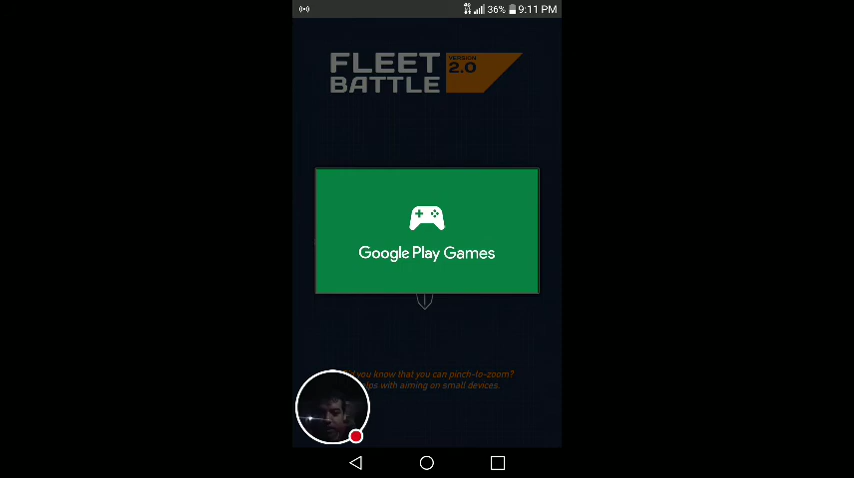 4G 36% 9:11 PM
FLEET
BATTLE
VERSION
2.0
Google Play Games
you know that you can pinch-to-zoom?
with aiming on small devices.